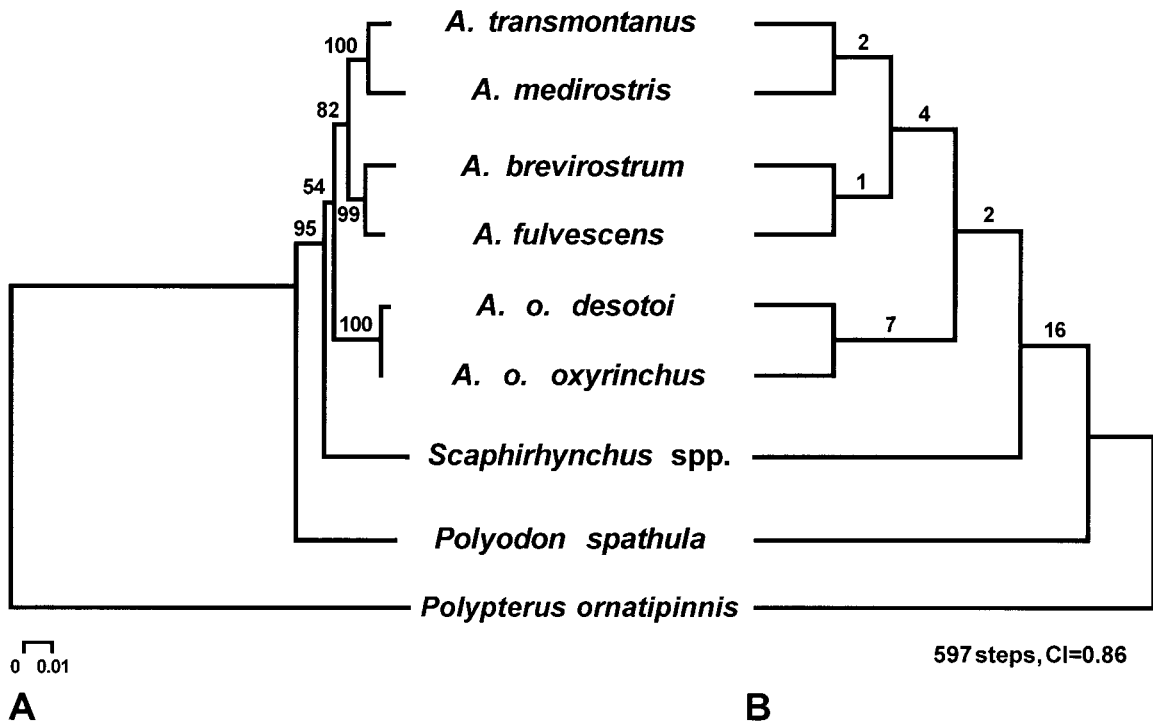 A. transmontanus
100
2
A. medirostris
82
4
A. brevirostrum
54
99
1
2
95
A. fulvescens
A. o. desotoi
100
7
16
A. o. oxyrinchus
Scaphirhynchus spp.
Polyodon spathula
Polypterus ornatipinnis
0 0.01
597 steps, CI=0.86
A
B